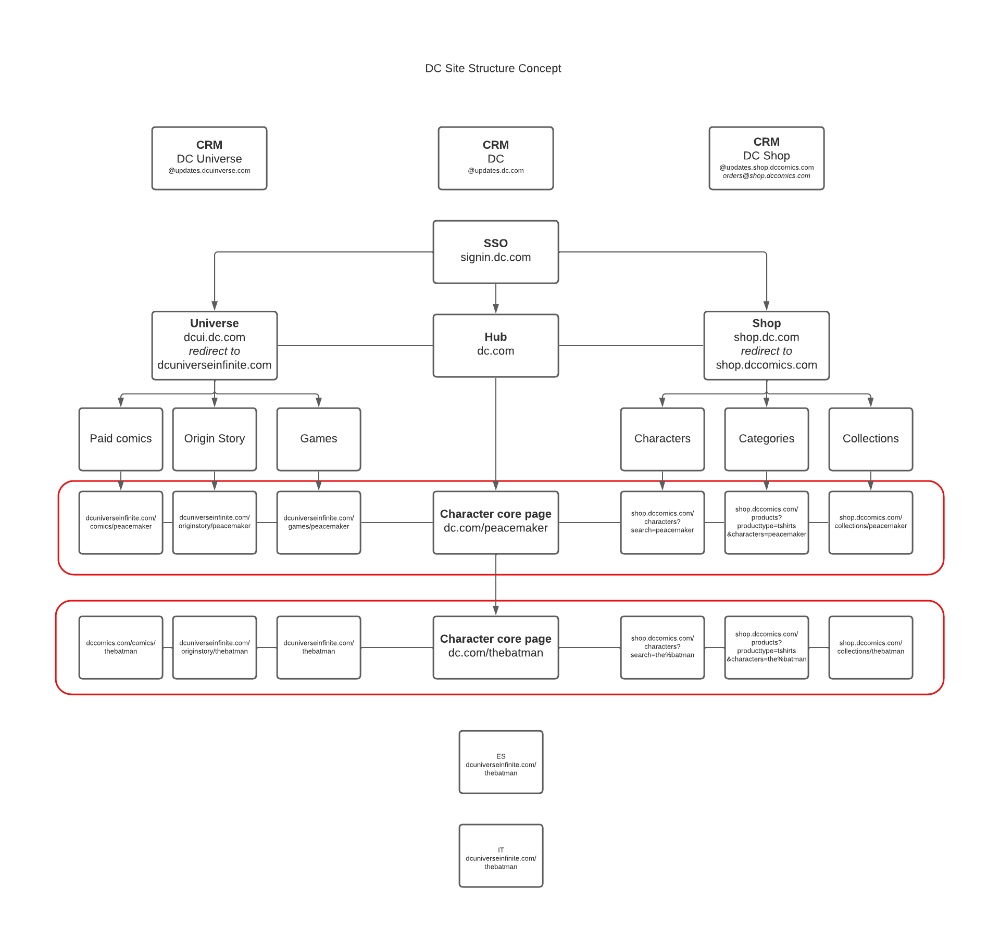 DC Site Structure Concept
CRM
DC Universe
@updates.dcuinverse.com
CRM
DC
@updates.dc.com
CRM
DC Shop
@updates.shop.dccomics.com
orders@shop.dccomics.com
SSO
signin.dc.com
Universe
dcui.dc.com
redirect to
dcuniverseinfinite.com
Hub
dc.com
Shop
shop.dc.com
redirect to
shop.dccomics.com
Paid comics
Origin Story
Games
Characters
Categories
Collections
dcuniverseinfinite.com/
comics/peacemaker
dcuniverseinfinite.com/
originstory/peacemaker
dcuniverseinfinite.com/
games/peacemaker
Character core page
dc.com/peacemaker
shop.dccomics.com/
characters?
search=peacemaker
shop.dccomics.com/
products?
producttype=tshirts
&characters=peacemaker
shop.dccomics.com/
collections/peacemaker
dccomics.com/comics/
thebatman
dcuniverseinfinite.com/
originstory/thebatman
dcuniverseinfinite.com/
thebatman
Character core page
dc.com/thebatman
shop.dccomics.com/
characters?
search=the%batman
shop.dccomics.com/
products?
producttype=tshirts
&characters=the%batman
shop.dccomics.com/
collections/thebatman
ES
dcuniverseinfinite.com/
thebatman
IT
dcuniverseinfinite.com/
thebatman